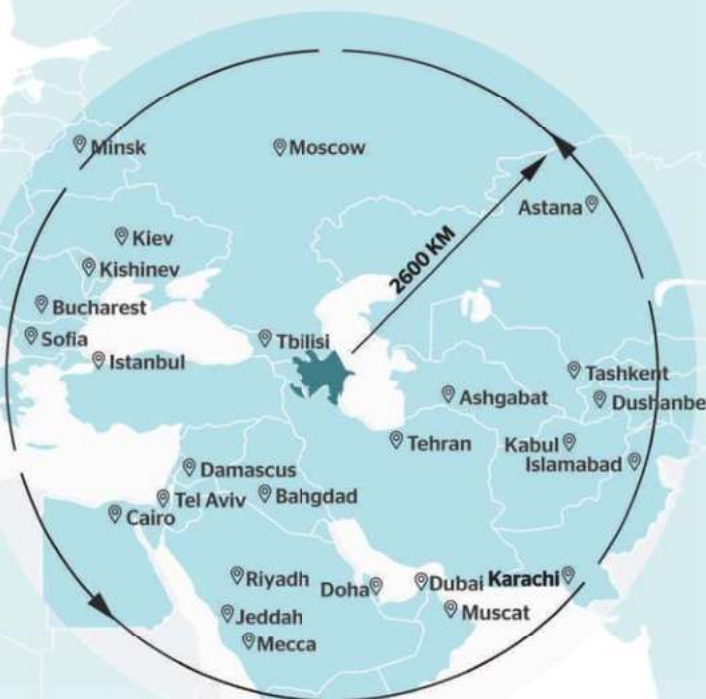 Minsk
Moscow
Astana
Kiev
2600 KM
Kishinev
Bucharest
Sofia
Tbilisi
Istanbul
Tashkent
Ashgabat
Dushanbe
Tehran
Kabul
Islamabad
Damascus
Tel Aviv
Bahgdad
Cairo
Riyadh
Doha
Dubai
Karachi
Jeddah
Muscat
Mecca